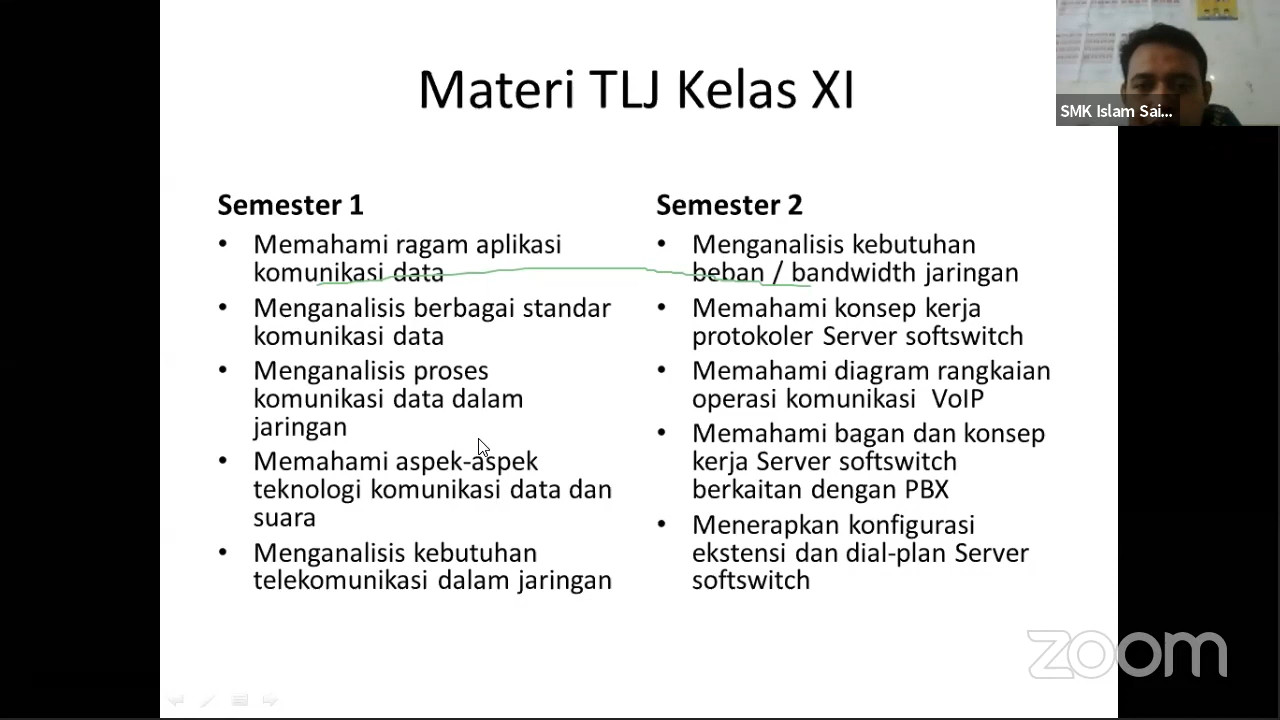 Materi TLJ Kelas XI
SMK Islam Sai...
Semester 1
• Memahami ragam aplikasi
komunikasi data
• Menganalisis berbagai standar
komunikasi data
• Menganalisis proses
komunikasi data dalam
jaringan
• Memahami aspek-aspek
teknologi komunikasi data dan
suara
• Menganalisis kebutuhan
telekomunikasi dalam jaringan
Semester 2
• Menganalisis kebutuhan
beban / bandwidth jaringan
• Memahami konsep kerja
protokoler Server softswitch
• Memahami diagram rangkaian
operasi komunikasi  VoIP
• Memahami bagan dan konsep
kerja Server softswitch
berkaitan dengan PBX
• Menerapkan konfigurasi
ekstensi dan dial-plan Server
softswitch
zoom